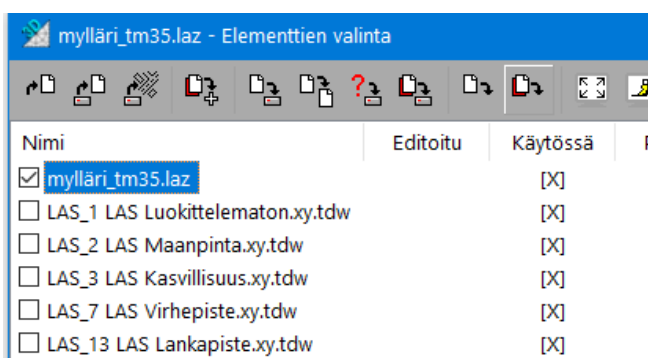 mylläri_tm35.laz - Elementtien valinta
Nimi Editoitu Käytössä
mylläri_tm35.laz [X]
LAS_1 LAS Luokittelematon.xy.tdw [X]
LAS_2 LAS Maanpinta.xy.tdw [X]
LAS_3 LAS Kasvillisuus.xy.tdw [X]
LAS_7 LAS Virhepiste.xy.tdw [X]
LAS_13 LAS Lankapiste.xy.tdw [X]